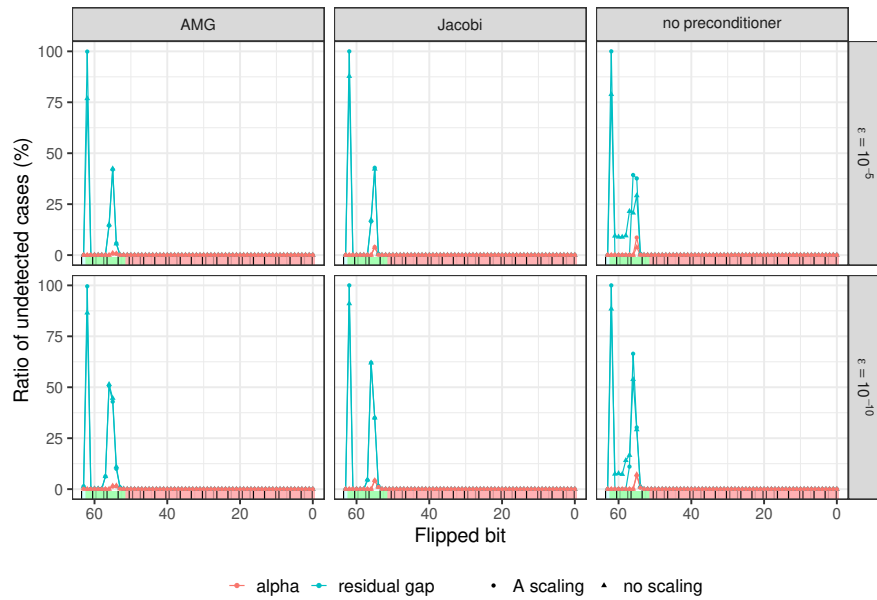 AMG
Jacobi
no preconditioner
100
75
50
25
0
ε = 10⁻⁵
100
75
50
25
0
ε = 10⁻¹⁰
Ratio of undetected cases (%)
60 40 20 0
60 40 20 0
60 40 20 0
Flipped bit
alpha residual gap A scaling no scaling